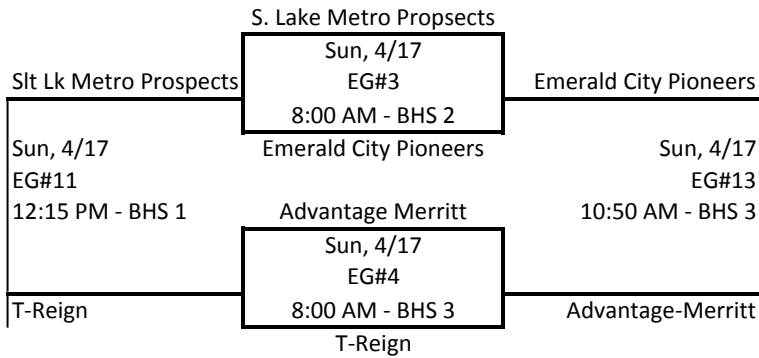 S. Lake Metro Propsects
Sun, 4/17
Slt Lk Metro Prospects EG#3 Emerald City Pioneers
8:00 AM - BHS 2
Sun, 4/17 Emerald City Pioneers Sun, 4/17
EG#11 EG#13
12:15 PM - BHS 1 Advantage Merritt 10:50 AM - BHS 3
Sun, 4/17
EG#4
T-Reign 8:00 AM - BHS 3 Advantage-Merritt
T-Reign